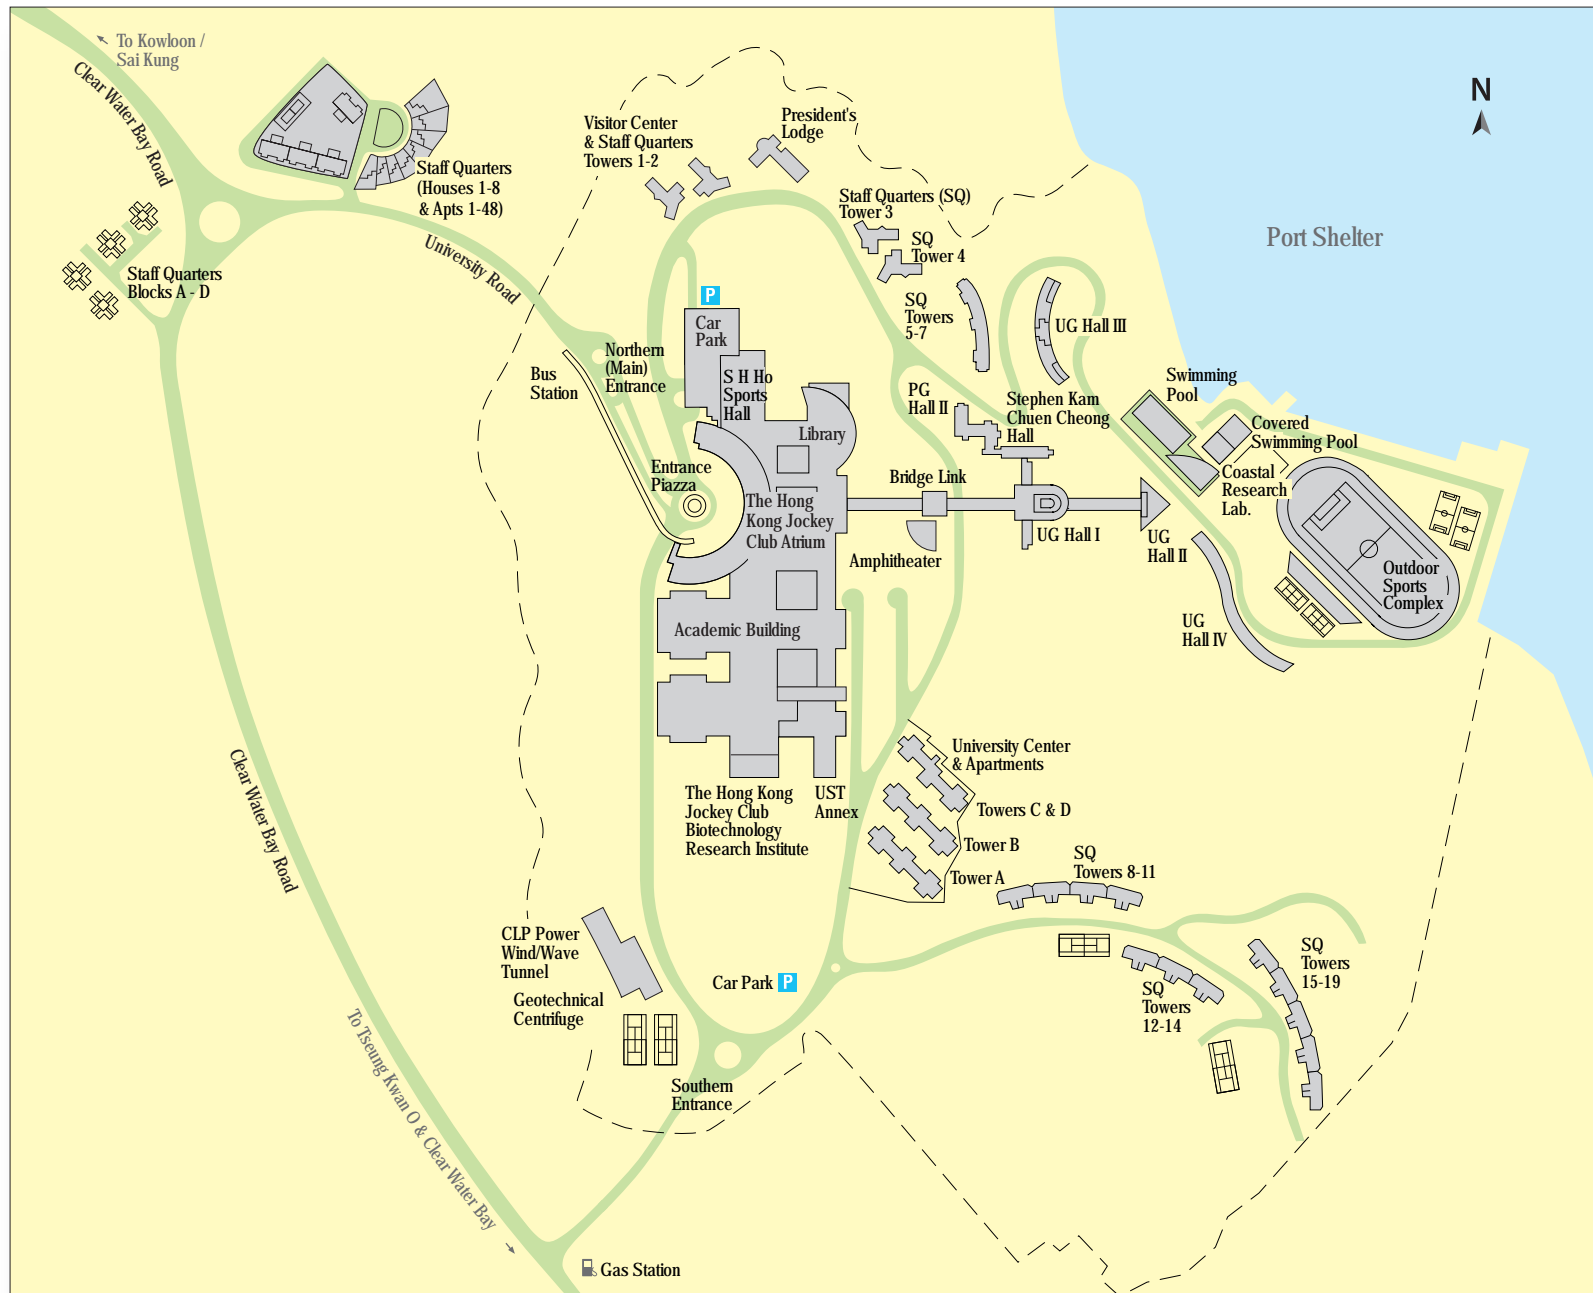 To Kowloon /
Sai Kung
Clear Water Bay Road
N
Visitor Center
& Staff Quarters
Towers 1-2
President's
Lodge
Staff Quarters
(Houses 1-8
& Apts 1-48)
Staff Quarters (SQ)
Tower 3
SQ
Tower 4
Port Shelter
University Road
Staff Quarters
Blocks A - D
SQ
Towers
5-7
UG Hall III
P
Car
Park
Northern
(Main)
Entrance
Bus
Station
S H Ho
Sports
Hall
PG
Hall II
Stephen Kam
Chuen Cheong
Hall
Swimming
Pool
Covered
Swimming Pool
Library
Entrance
Piazza
Bridge Link
Coastal
Research
Lab.
The Hong
Kong Jockey
Club Atrium
UG Hall I
UG
Hall II
Amphitheater
Outdoor
Sports
Complex
UG
Hall IV
Academic Building
University Center
& Apartments
Clear Water Bay Road
The Hong Kong
Jockey Club
Biotechnology
Research Institute
UST
Annex
Towers C & D
Tower B
Tower A
SQ
Towers 8-11
CLP Power
Wind/Wave
Tunnel
Geotechnical
Centrifuge
Car Park P
SQ
Towers
12-14
SQ
Towers
15-19
To Tseung Kwan O & Clear Water Bay
Southern
Entrance
Gas Station